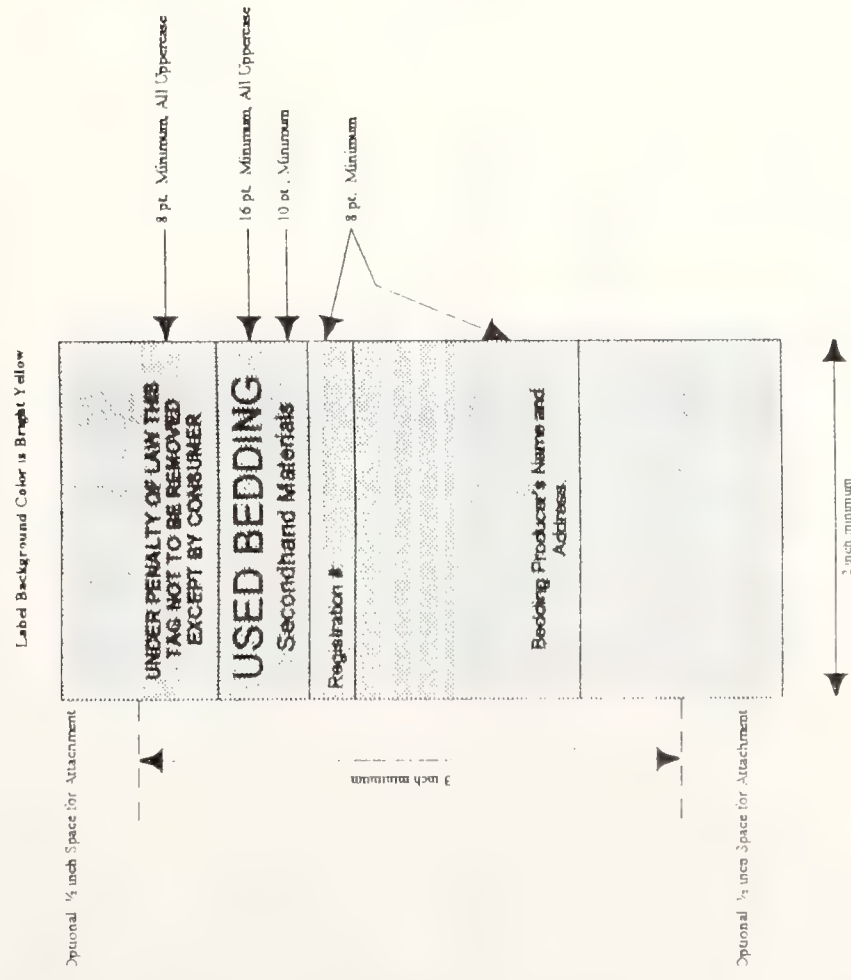 Label Background Color is Bright Yellow
Optional ½ inch Space for Attachment
UNDER PENALTY OF LAW THIS
TAG NOT TO BE REMOVED
EXCEPT BY CONSUMER
8 pt. Minimum, All Uppercase
USED BEDDING
16 pt. Minimum, All Uppercase
Secondhand Materials
10 pt. Minimum
Registration #:
8 pt. Minimum
3 inch minimum
Bedding Producer's Name and
Address.
Optional ½ inch Space for Attachment
inch minimum